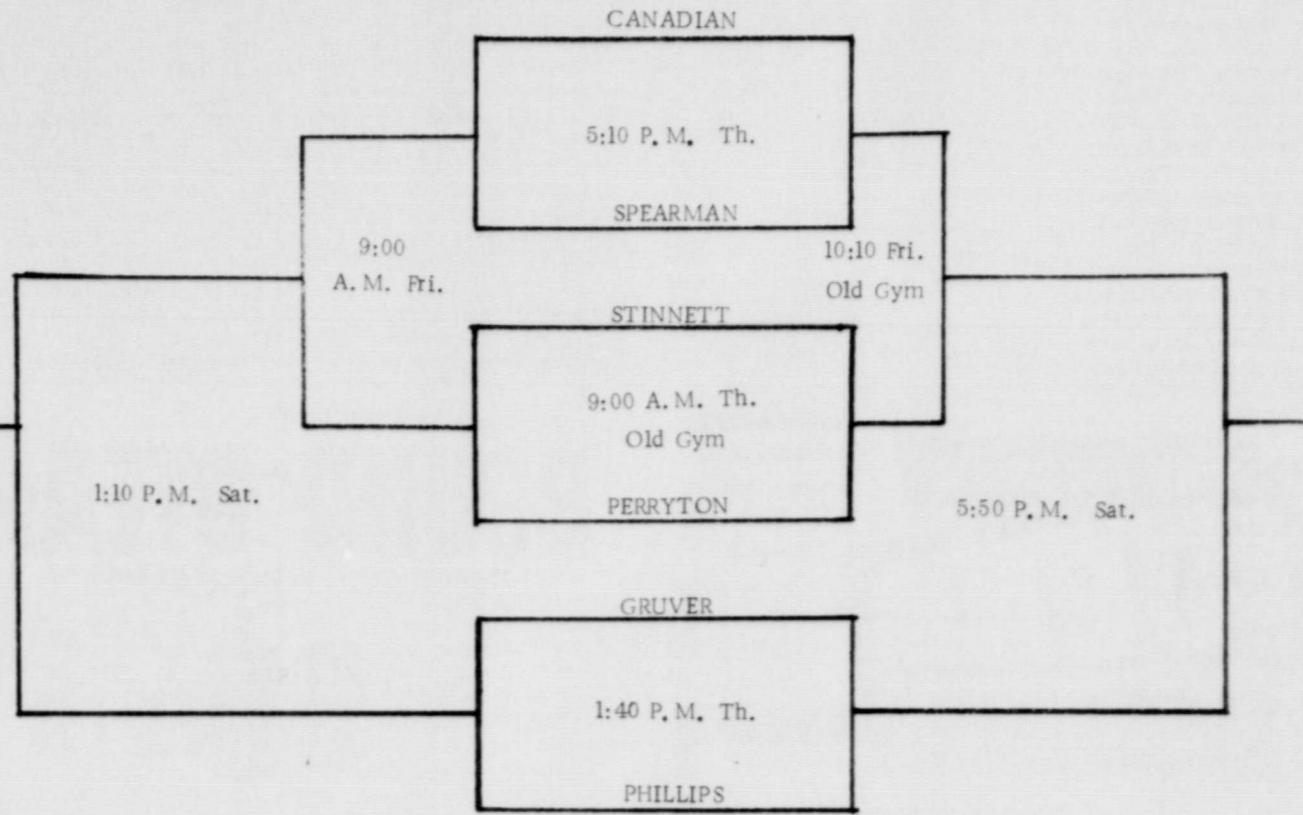 CANADIAN
5:10 P.M. Th.
SPEARMAN
9:00
A.M. Fri.
10:10 Fri.
Old Gym
STINNETT
9:00 A.M. Th.
Old Gym
PERRYTON
1:10 P.M. Sat.
5:50 P.M. Sat.
GRUVER
1:40 P.M. Th.
PHILLIPS